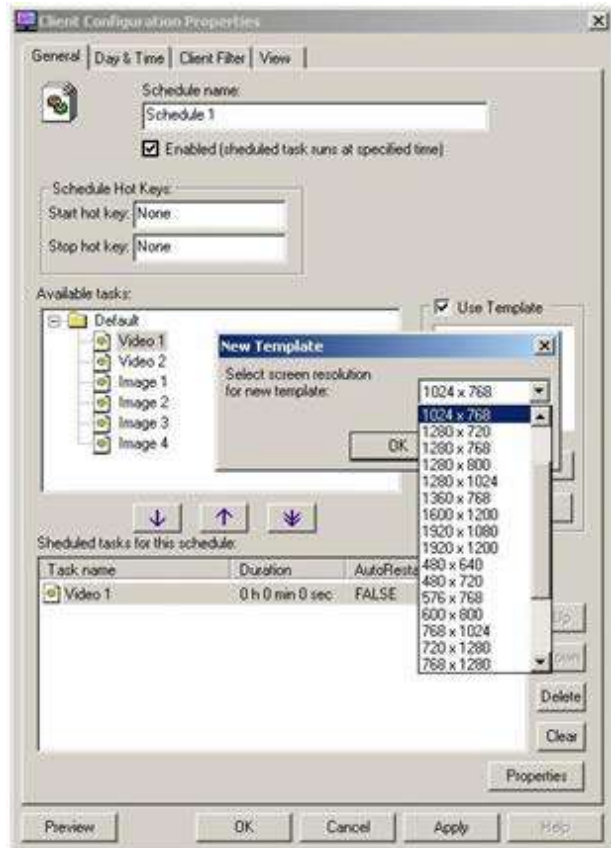 Client Configuration Properties
General
Day & Time
Client Filter
View
Schedule name:
Schedule 1
Enabled (sheduled task runs at specified time)
Schedule Hot Keys:
Start hot key:
None
Stop hot key:
None
Available tasks:
Use Template
Default
Video 1
Video 2
Image 1
Image 2
Image 3
Image 4
New Template
Select screen resolution
for new template:
1024 x 768
OK
1024 x 768
1280 x 720
1280 x 768
1280 x 800
1280 x 1024
1360 x 768
1600 x 1200
1920 x 1080
1920 x 1200
480 x 640
480 x 720
576 x 768
600 x 800
768 x 1024
720 x 1280
768 x 1280
Sheduled tasks for this schedule:
Task name
Duration
AutoResta
Video 1
0 h 0 min 0 sec
FALSE
Up
Delete
Clear
Properties
Preview
OK
Cancel
Apply
Help